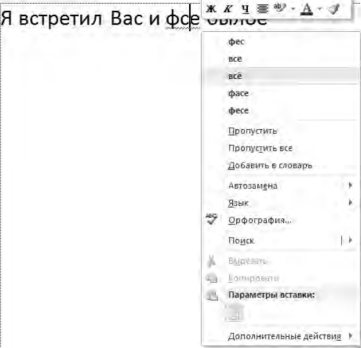 Я встретил Вас и фсе былое
Ж К Ч А
фес
все
всё
фасе
фесе
Пропустить
Пропустить все
Добавить в словарь
Автозамена
Язык
Орфография...
Поиск
Вырезать
Копировать
Параметры вставки:
Дополнительные действия